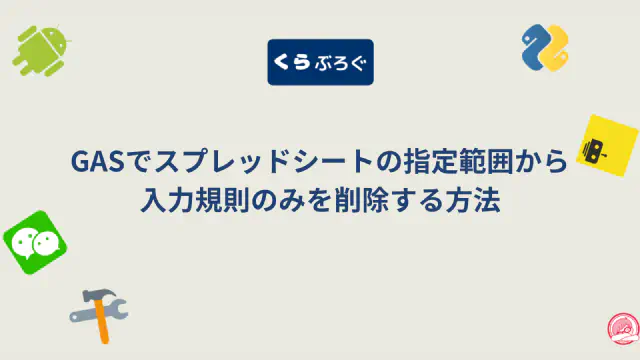 くらぶろぐ
GASでスプレッドシートの指定範囲から
入力規則のみを削除する方法